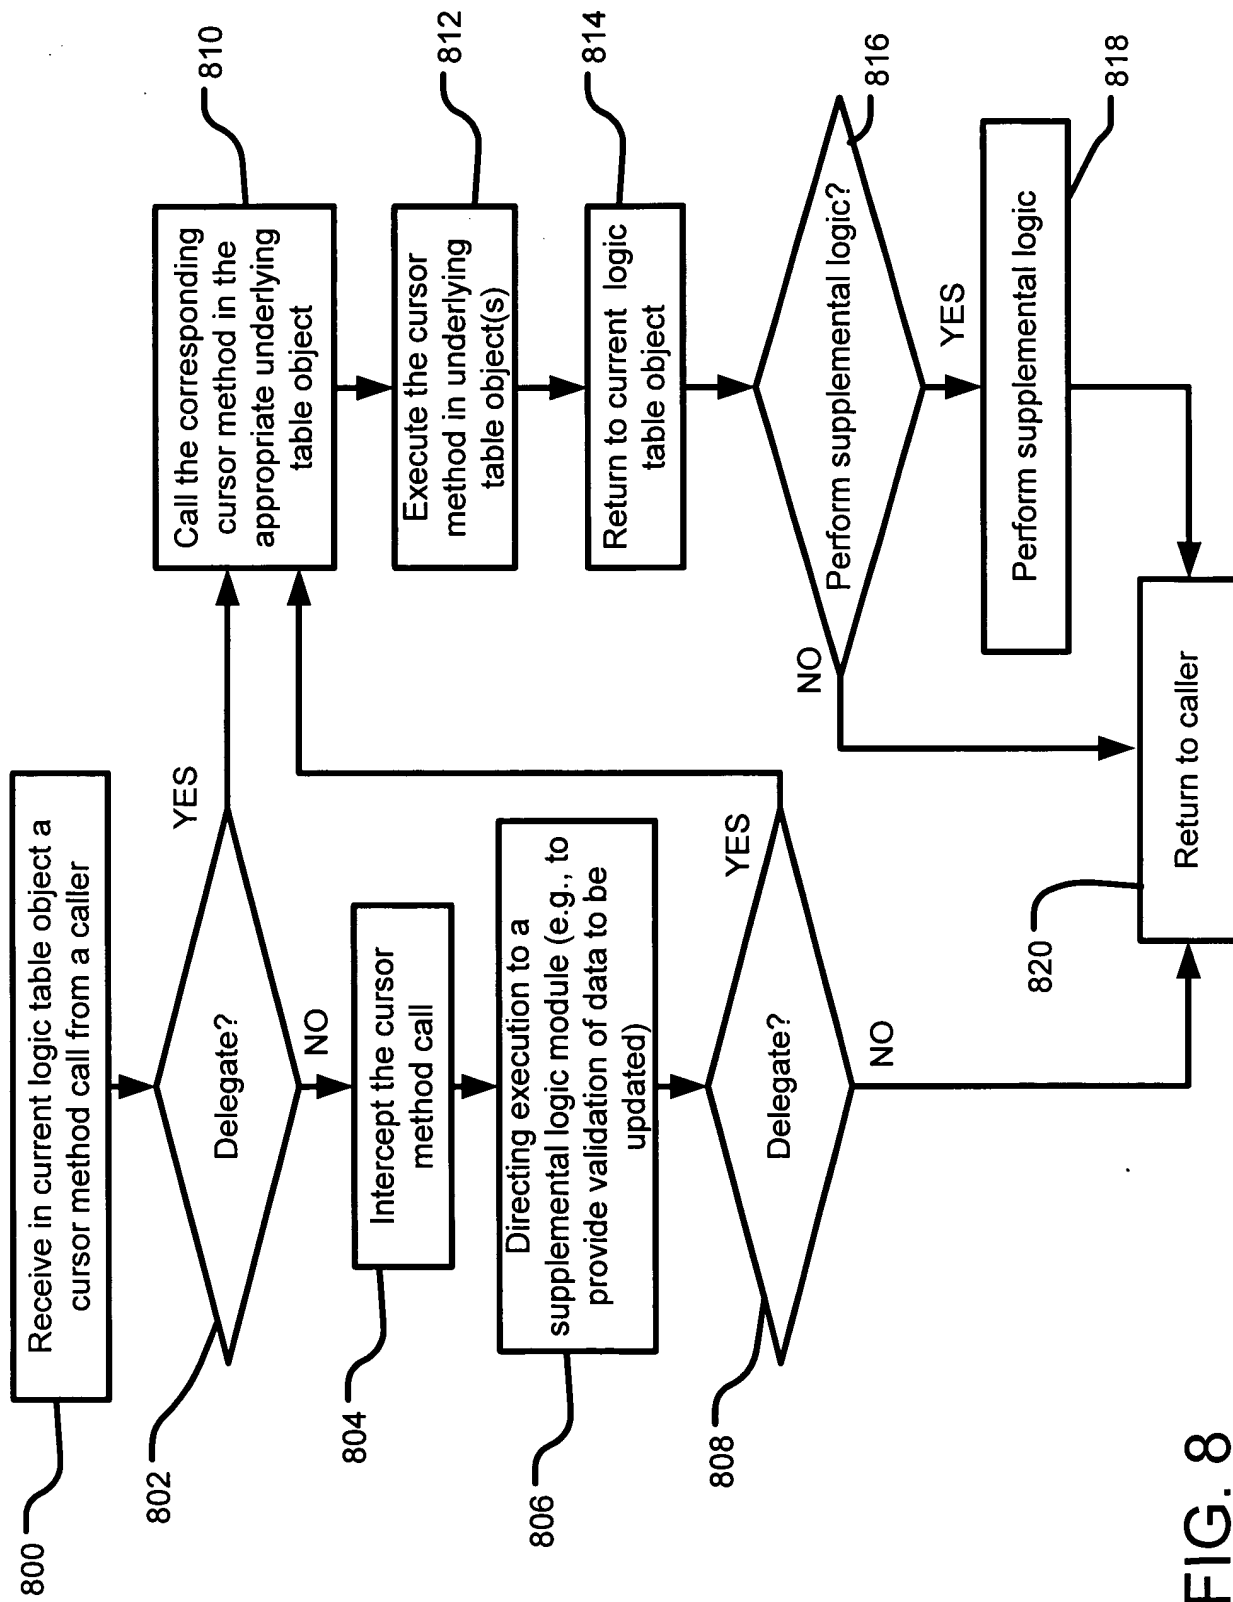 800
Receive in current logic table object a
cursor method call from a caller
802
Delegate?
YES
NO
804
Intercept the cursor
method call
806
Directing execution to a
supplemental logic module (e.g., to
provide validation of data to be
updated)
808
Delegate?
YES
NO
810
Call the corresponding
cursor method in the
appropriate underlying
table object
812
Execute the cursor
method in underlying
table object(s)
814
Return to current logic
table object
816
Perform supplemental logic?
NO
YES
818
Perform supplemental logic
820
Return to caller
FIG. 8